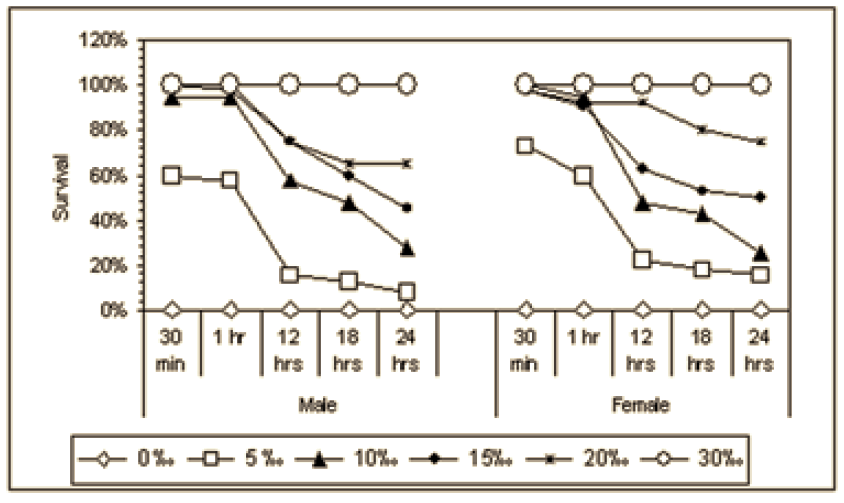 120%
100%
80%
60%
40%
20%
0%
Survival
30 min 1 hr 12 hrs 18 hrs 24 hrs 30 min 1 hr 12 hrs 18 hrs 24 hrs
Male Female
0‰ 5‰ 10‰ 15‰ 20‰ 30‰